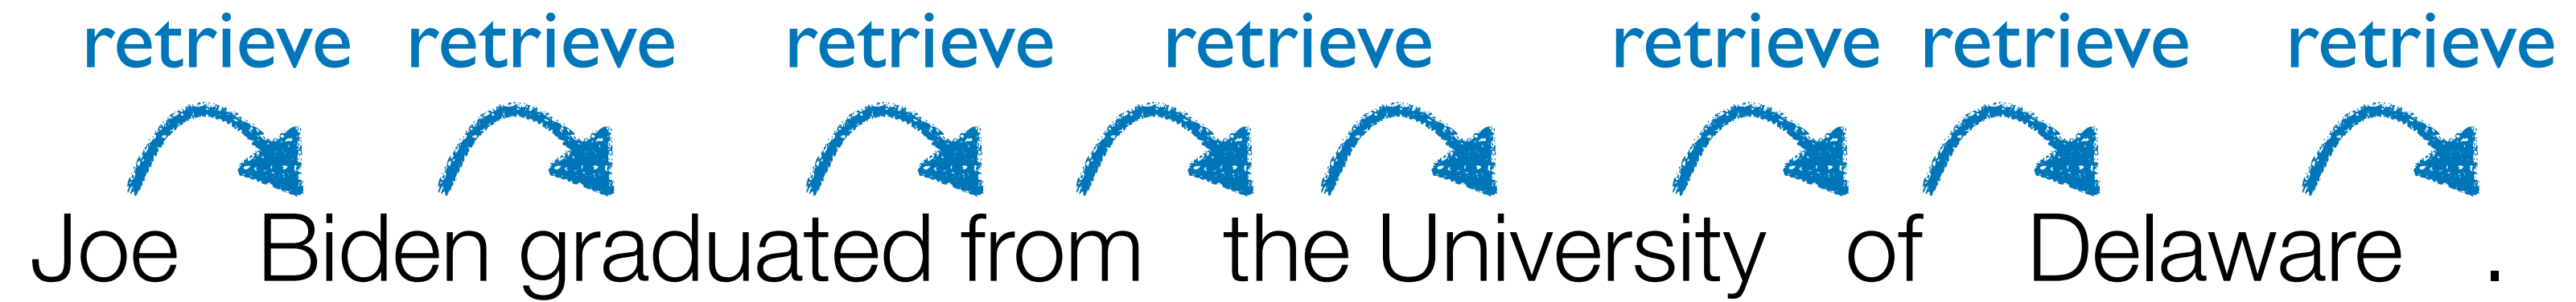 retrieve retrieve retrieve retrieve retrieve retrieve retrieve
Joe Biden graduated from the University of Delaware .